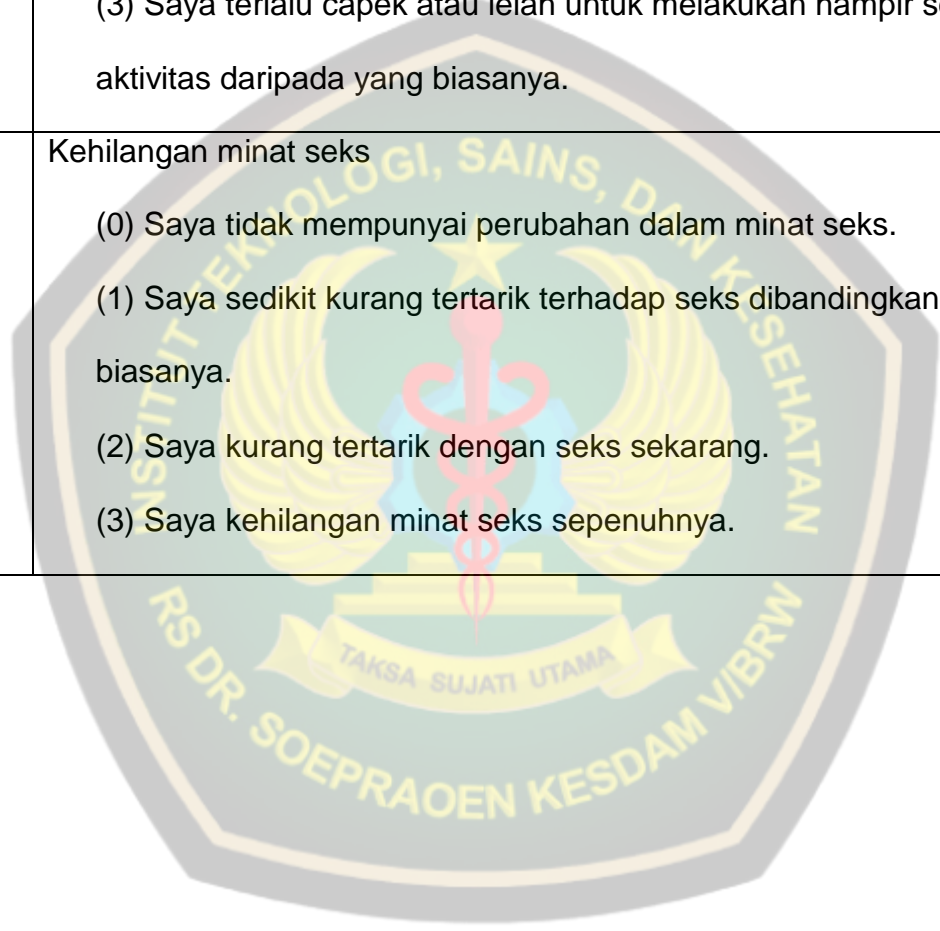 (3) Saya terlalu capek atau lelah untuk melakukan hampir
aktivitas daripada yang biasanya.
Kehilangan minat seks
(0) Saya tidak mempunyai perubahan dalam minat seks.
(1) Saya sedikit kurang tertarik terhadap seks dibandingkan
biasanya.
(2) Saya kurang tertarik dengan seks sekarang.
(3) Saya kehilangan minat seks sepenuhnya.
INSTITUT TEKNOLOGI, SAINS, DAN KESEHATAN
TAKSA SUJATI UTAMA
RS DR. SOEPRAOEN KESDAM V/BRW